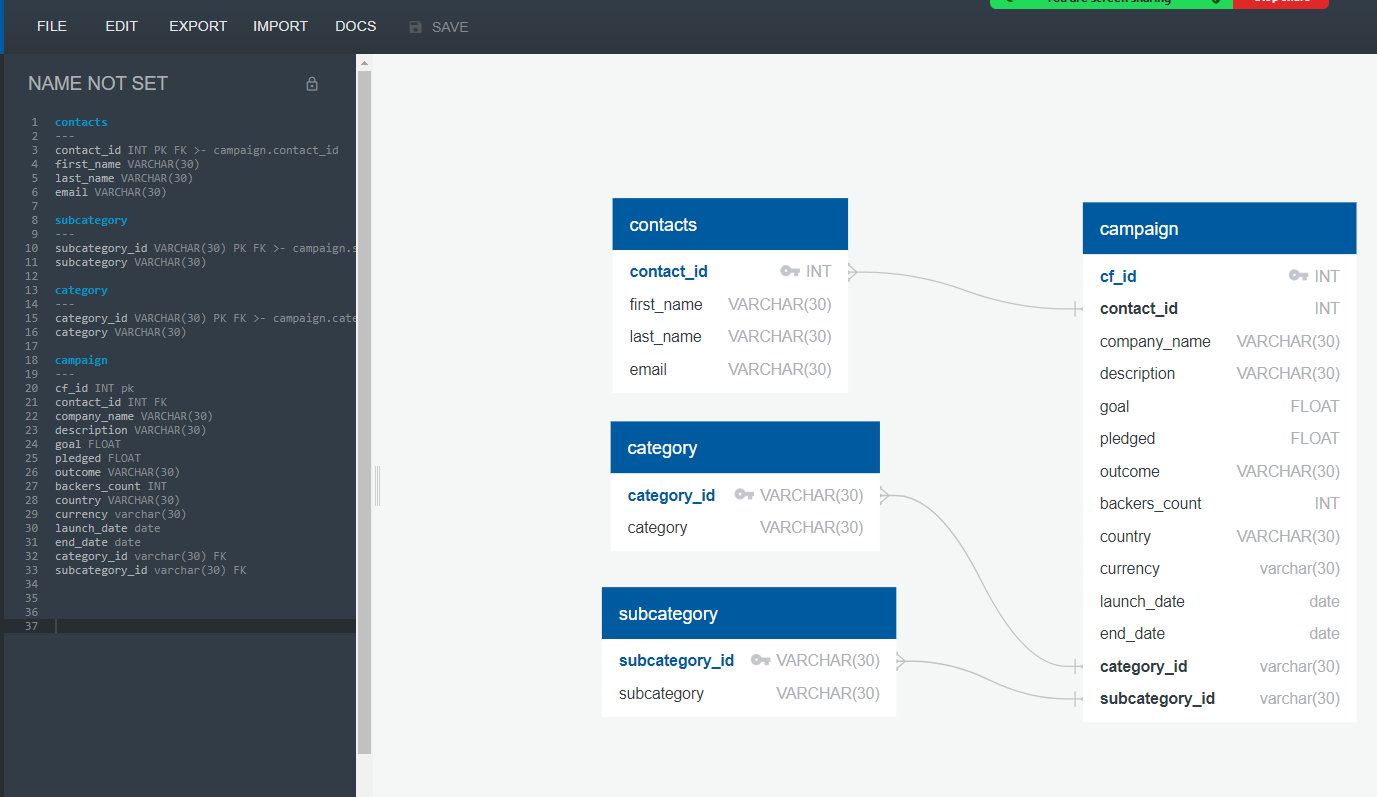 You are screen sharing
Stop Share
FILE EDIT EXPORT IMPORT DOCS SAVE
NAME NOT SET
1 contacts
2 ---
3 contact_id INT PK FK >- campaign.contact_id
4 first_name VARCHAR(30)
5 last_name VARCHAR(30)
6 email VARCHAR(30)
7
8 subcategory
9 ---
10 subcategory_id VARCHAR(30) PK FK >- campaign.s
11 subcategory VARCHAR(30)
12
13 category
14 ---
15 category_id VARCHAR(30) PK FK >- campaign.cate
16 category VARCHAR(30)
17
18 campaign
19 ---
20 cf_id INT pk
21 contact_id INT FK
22 company_name VARCHAR(30)
23 description VARCHAR(30)
24 goal FLOAT
25 pledged FLOAT
26 outcome VARCHAR(30)
27 backers_count INT
28 country VARCHAR(30)
29 currency varchar(30)
30 launch_date date
31 end_date date
32 category_id varchar(30) FK
33 subcategory_id varchar(30) FK
34
35
36
37
contacts
contact_id INT
first_name VARCHAR(30)
last_name VARCHAR(30)
email VARCHAR(30)
category
category_id VARCHAR(30)
category VARCHAR(30)
subcategory
subcategory_id VARCHAR(30)
subcategory VARCHAR(30)
campaign
cf_id INT
contact_id INT
company_name VARCHAR(30)
description VARCHAR(30)
goal FLOAT
pledged FLOAT
outcome VARCHAR(30)
backers_count INT
country VARCHAR(30)
currency varchar(30)
launch_date date
end_date date
category_id varchar(30)
subcategory_id varchar(30)